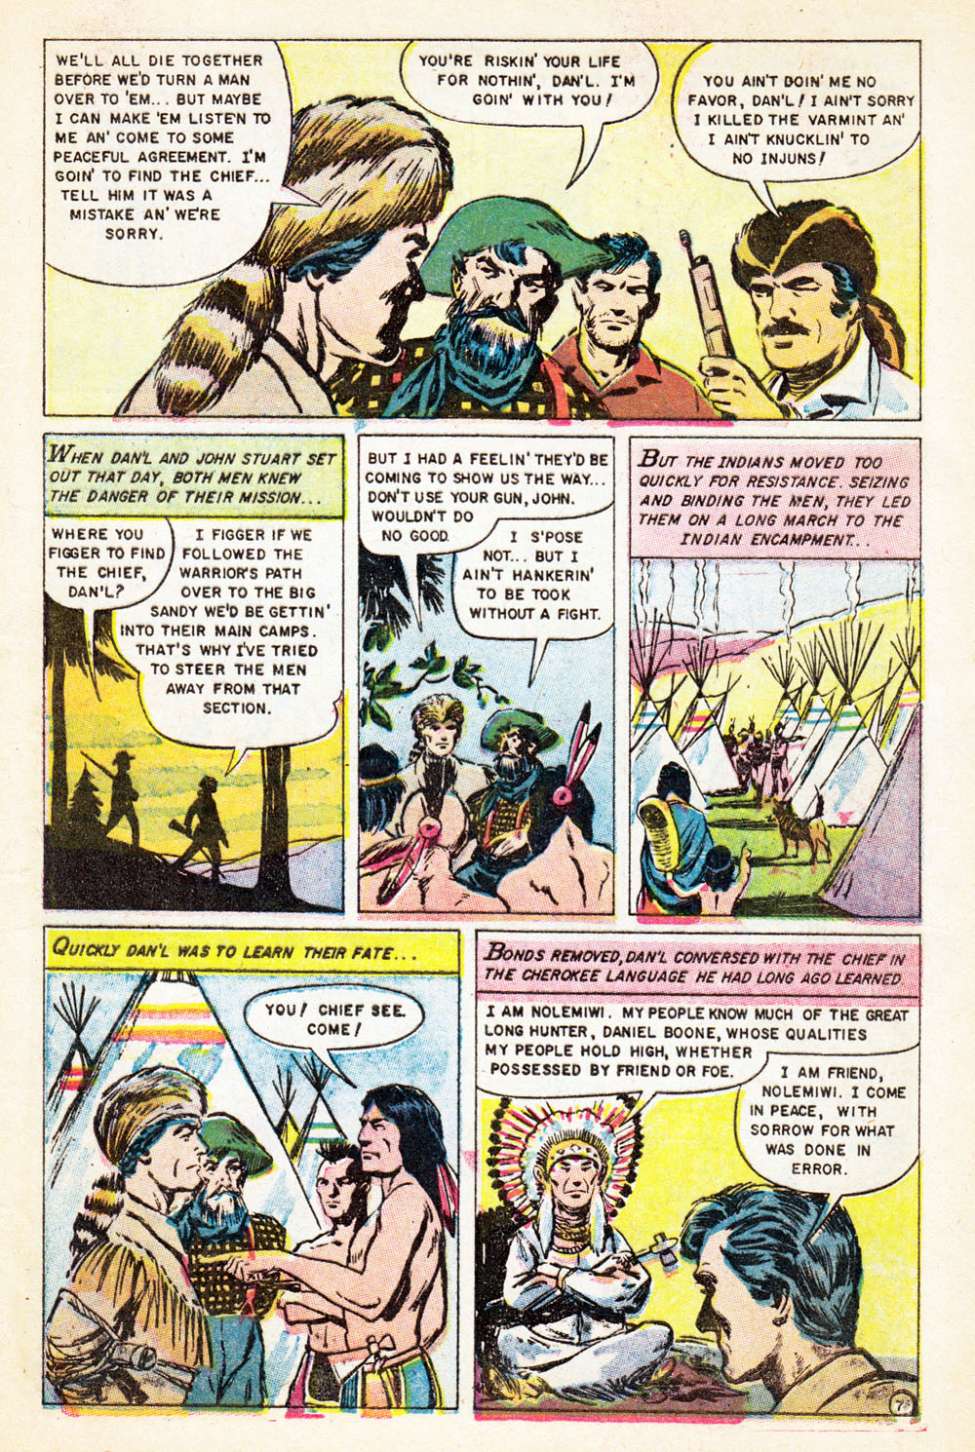 WE'LL ALL DIE TOGETHER
BEFORE WE'D TURN A MAN
OVER TO 'EM... BUT MAYBE
I CAN MAKE 'EM LISTE'N TO
ME AN' COME TO SOME
PEACEFUL AGREEMENT. I'M
GOIN' TO FIND THE CHIEF...
TELL HIM IT WAS A
MISTAKE AN' WE'RE
SORRY.
YOU'RE RISKIN' YOUR LIFE
FOR NOTHIN', DAN'L. I'M
GOIN' WITH YOU!
YOU AIN'T DOIN' ME NO
FAVOR, DAN'L! I AIN'T SORRY
I KILLED THE VARMINT AN'
I AIN'T KNUCKLIN' TO
NO INJUNS!
WHEN DAN'L AND JOHN STUART SET
OUT THAT DAY, BOTH MEN KNEW
THE DANGER OF THEIR MISSION...
WHERE YOU
FIGGER TO FIND
THE CHIEF,
DAN'L?
I FIGGER IF WE
FOLLOWED THE
WARRIOR'S PATH
OVER TO THE BIG
SANDY WE'D BE GETTIN'
INTO THEIR MAIN CAMPS.
THAT'S WHY I'VE TRIED
TO STEER THE MEN
AWAY FROM THAT
SECTION.
BUT I HAD A FEELIN' THEY'D BE
COMING TO SHOW US THE WAY...
DON'T USE YOUR GUN, JOHN.
WOULDN'T DO
NO GOOD.
I S'POSE
NOT... BUT I
AIN'T HANKERIN'
TO BE TOOK
WITHOUT A FIGHT.
BUT THE INDIANS MOVED TOO
QUICKLY FOR RESISTANCE. SEIZING
AND BINDING THE MEN, THEY LED
THEM ON A LONG MARCH TO THE
INDIAN ENCAMPMENT...
QUICKLY DAN'L WAS TO LEARN THEIR FATE...
YOU! CHIEF SEE.
COME!
BONDS REMOVED, DAN'L CONVERSED WITH THE CHIEF IN
THE CHEROKEE LANGUAGE HE HAD LONG AGO LEARNED.
I AM NOLEMIWI. MY PEOPLE KNOW MUCH OF THE GREAT
LONG HUNTER, DANIEL BOONE, WHOSE QUALITIES
MY PEOPLE HOLD HIGH, WHETHER
POSSESSED BY FRIEND OR FOE.
I AM FRIEND,
NOLEMIWI. I COME
IN PEACE, WITH
SORROW FOR WHAT
WAS DONE IN
ERROR.
7